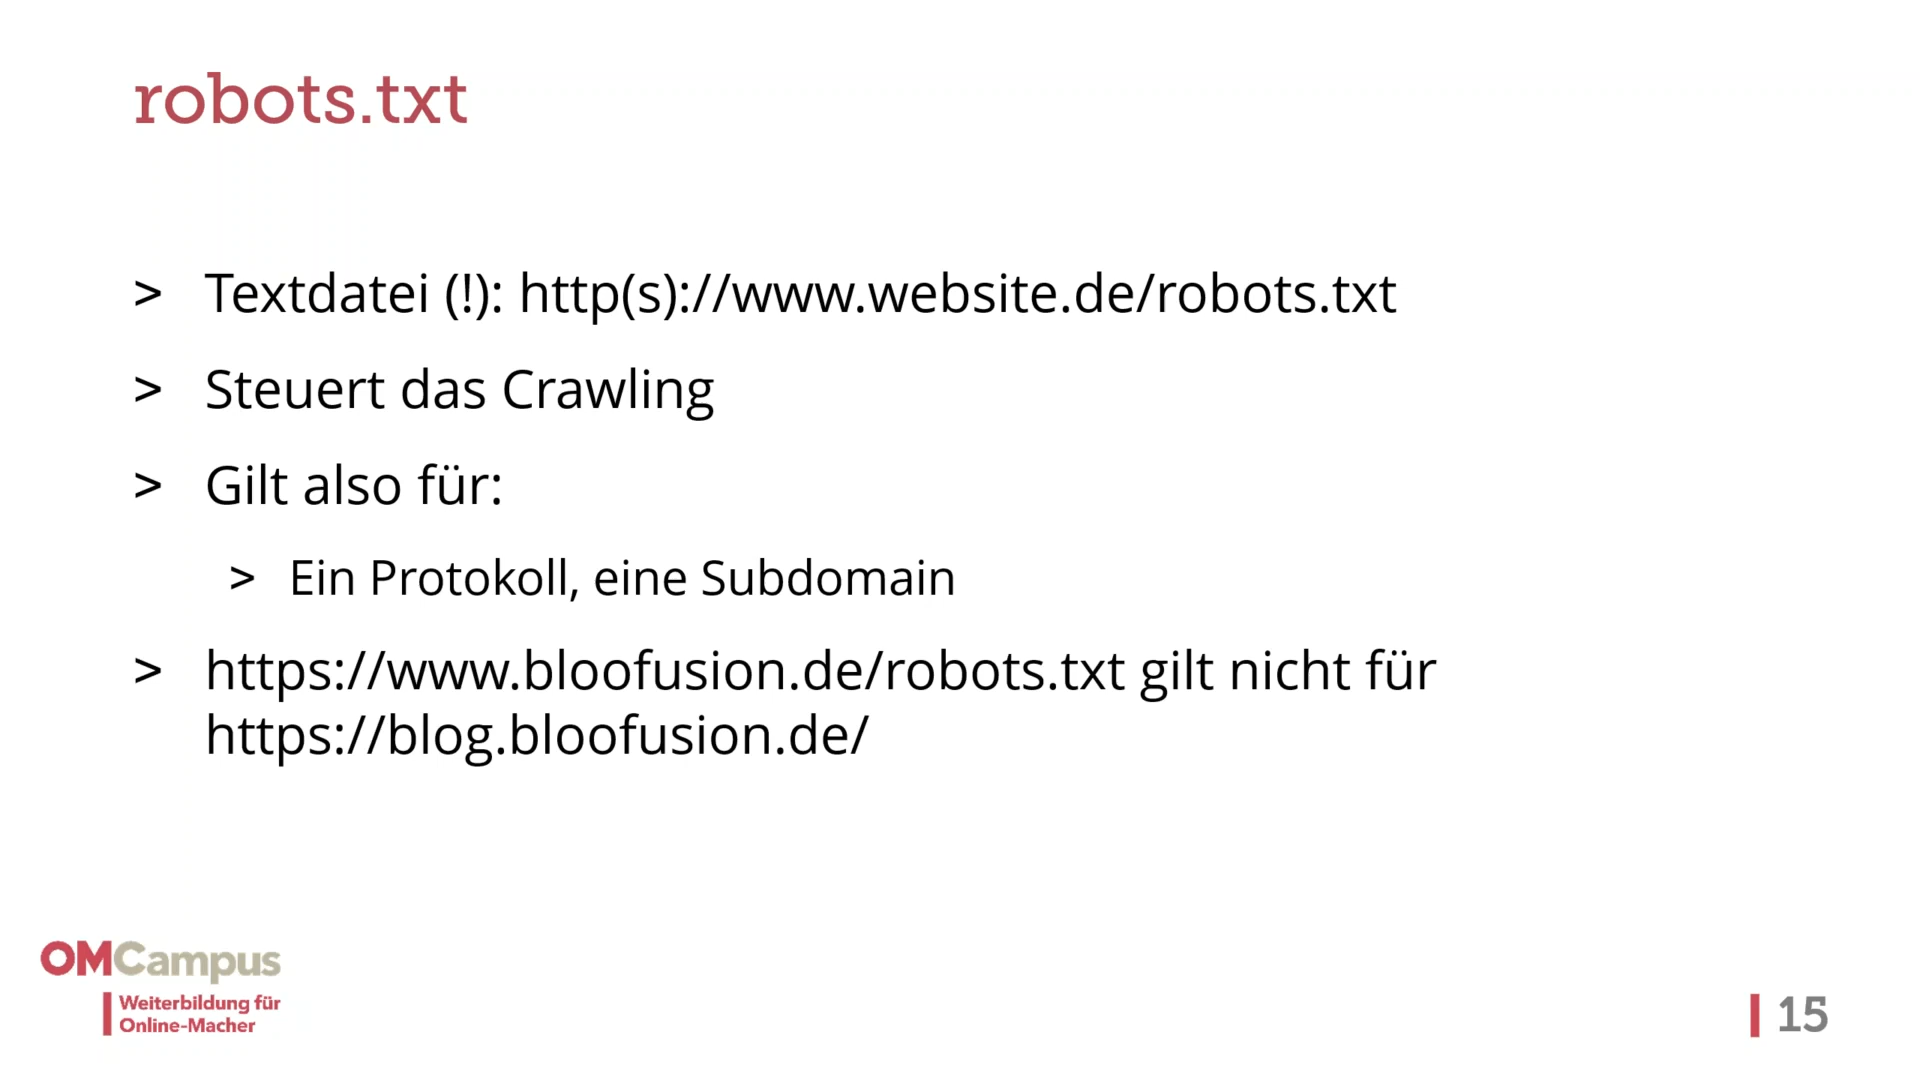 robots.txt
> Textdatei (!): http(s)://www.website.de/robots.txt
> Steuert das Crawling
> Gilt also für:
> Ein Protokoll, eine Subdomain
> https://www.bloofusion.de/robots.txt gilt nicht für
https://blog.bloofusion.de/
OMCampus
Weiterbildung für
Online-Macher
15